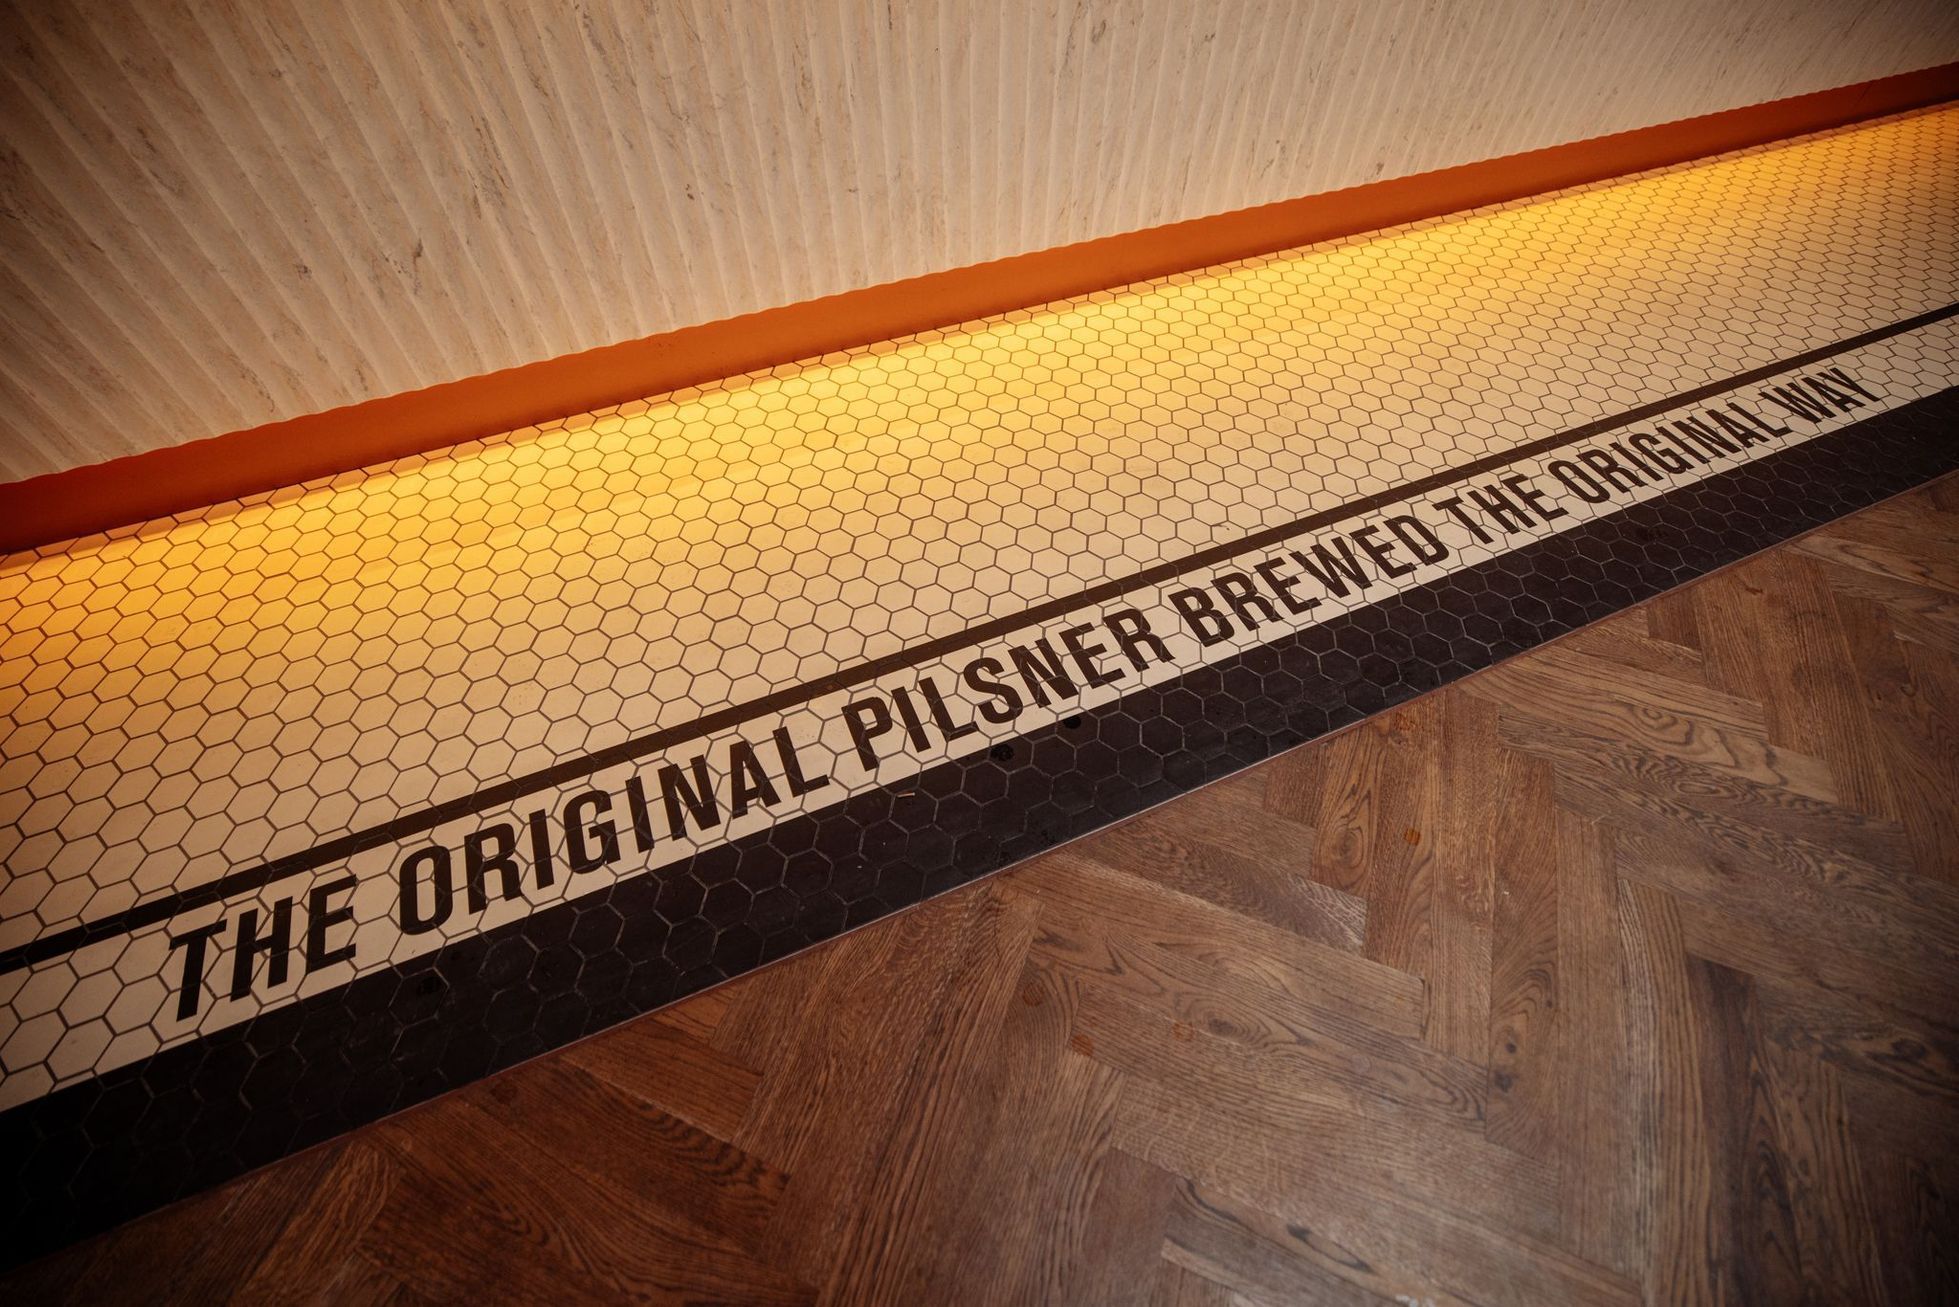 THE ORIGINAL PILSNER BREWED THE ORIGINAL WAY